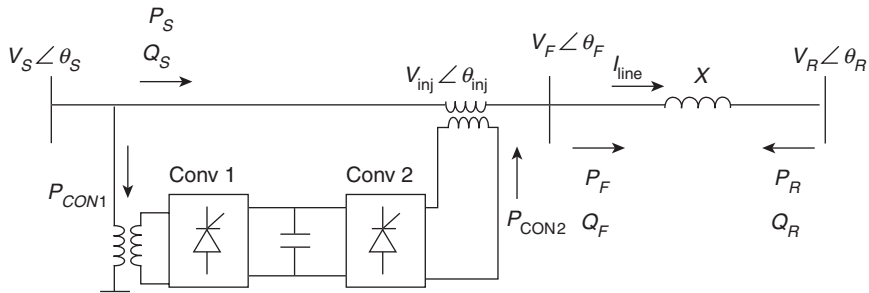 P_S
Q_S
V_S∠θ_S
V_inj∠θ_inj
V_F∠θ_F
I_line
X
V_R∠θ_R
P_CON1
Conv 1
Conv 2
P_CON2
P_F
Q_F
P_R
Q_R